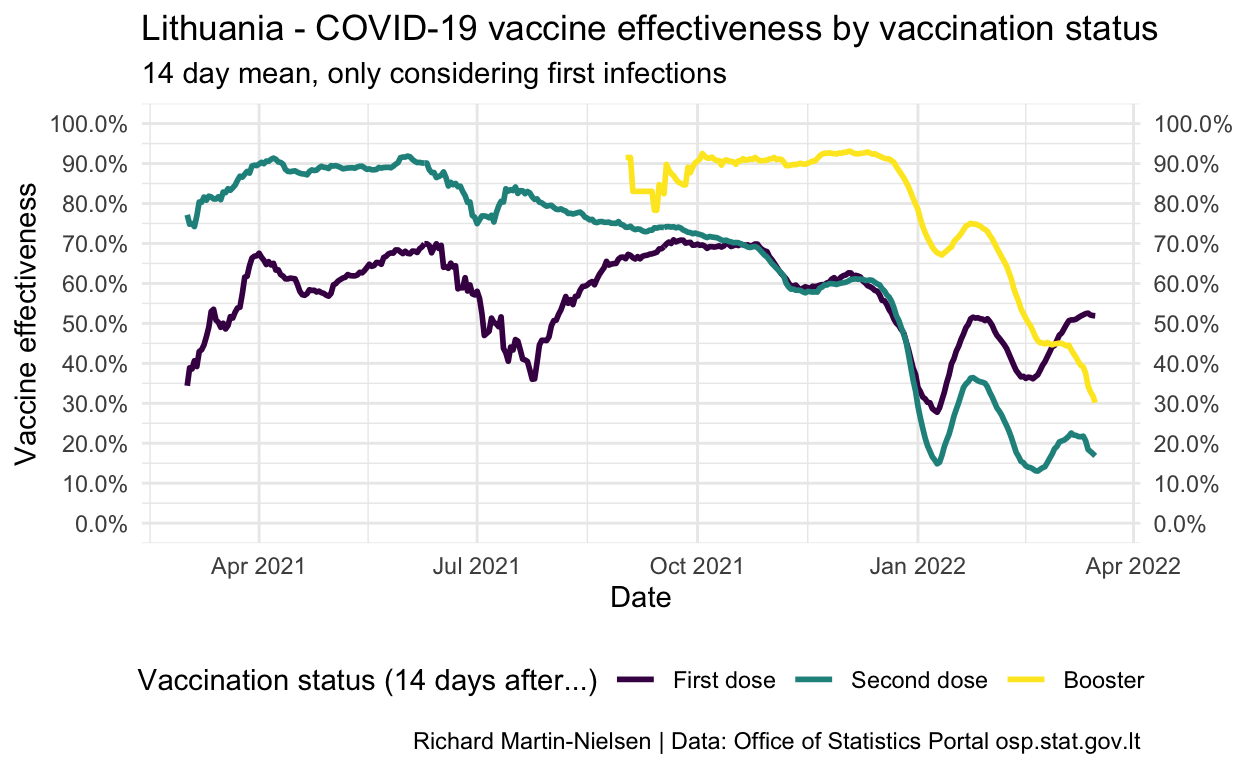 Lithuania - COVID-19 vaccine effectiveness by vaccination status
14 day mean, only considering first infections
Vaccine effectiveness
100.0% 100.0%
90.0% 90.0%
80.0% 80.0%
70.0% 70.0%
60.0% 60.0%
50.0% 50.0%
40.0% 40.0%
30.0% 30.0%
20.0% 20.0%
10.0% 10.0%
0.0% 0.0%
Apr 2021 Jul 2021 Oct 2021 Jan 2022 Apr 2022
Date
Vaccination status (14 days after...) First dose Second dose Booster
Richard Martin-Nielsen | Data: Office of Statistics Portal osp.stat.gov.lt